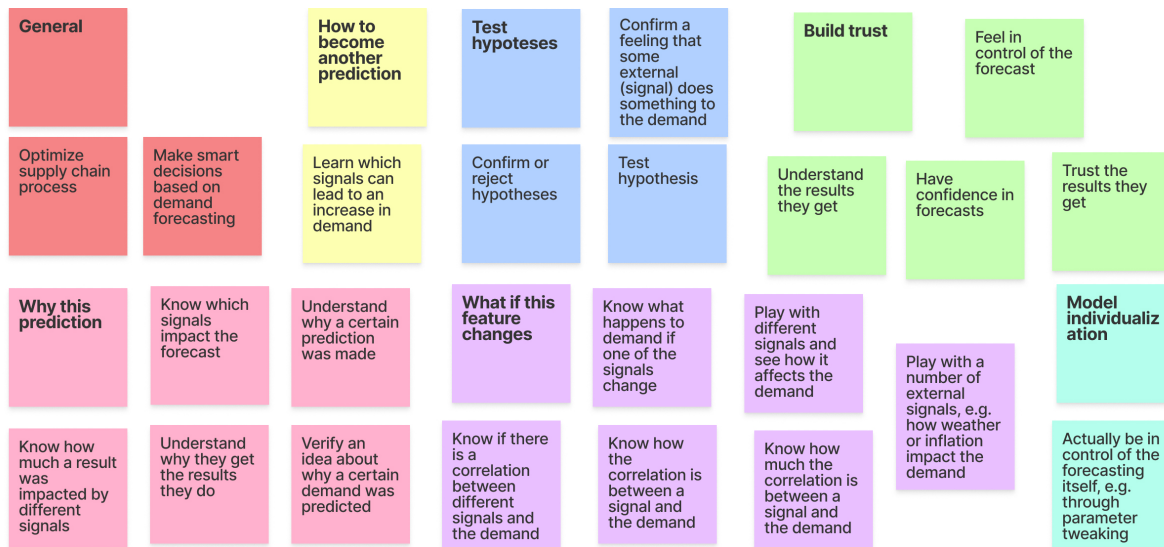 General
How to
become
another
prediction
Test
hypoteses
Confirm a
feeling that
some
external
(signal) does
something to
the demand
Build trust
Feel in
control of the
forecast
Optimize
supply chain
process
Make smart
decisions
based on
demand
forecasting
Learn which
signals can
lead to an
increase in
demand
Confirm or
reject
hypotheses
Test
hypothesis
Understand
the results
they get
Have
confidence in
forecasts
Trust the
results they
get
Why this
prediction
Know which
signals
impact the
forecast
Understand
why a certain
prediction
was made
What if this
feature
changes
Know what
happens to
demand if
one of the
signals
change
Play with
different
signals and
see how it
affects the
demand
Play with a
number of
external
signals, e.g.
how weather
or inflation
impact the
demand
Model
individualiz
ation
Know how
much a result
was
impacted by
different
signals
Understand
why they get
the results
they do
Verify an
idea about
why a certain
demand was
predicted
Know if there
is a
correlation
between
different
signals and
the demand
Know how
the
correlation is
between a
signal and
the demand
Know how
much the
correlation is
between a
signal and
the demand
Actually be in
control of the
forecasting
itself, e.g.
through
parameter
tweaking